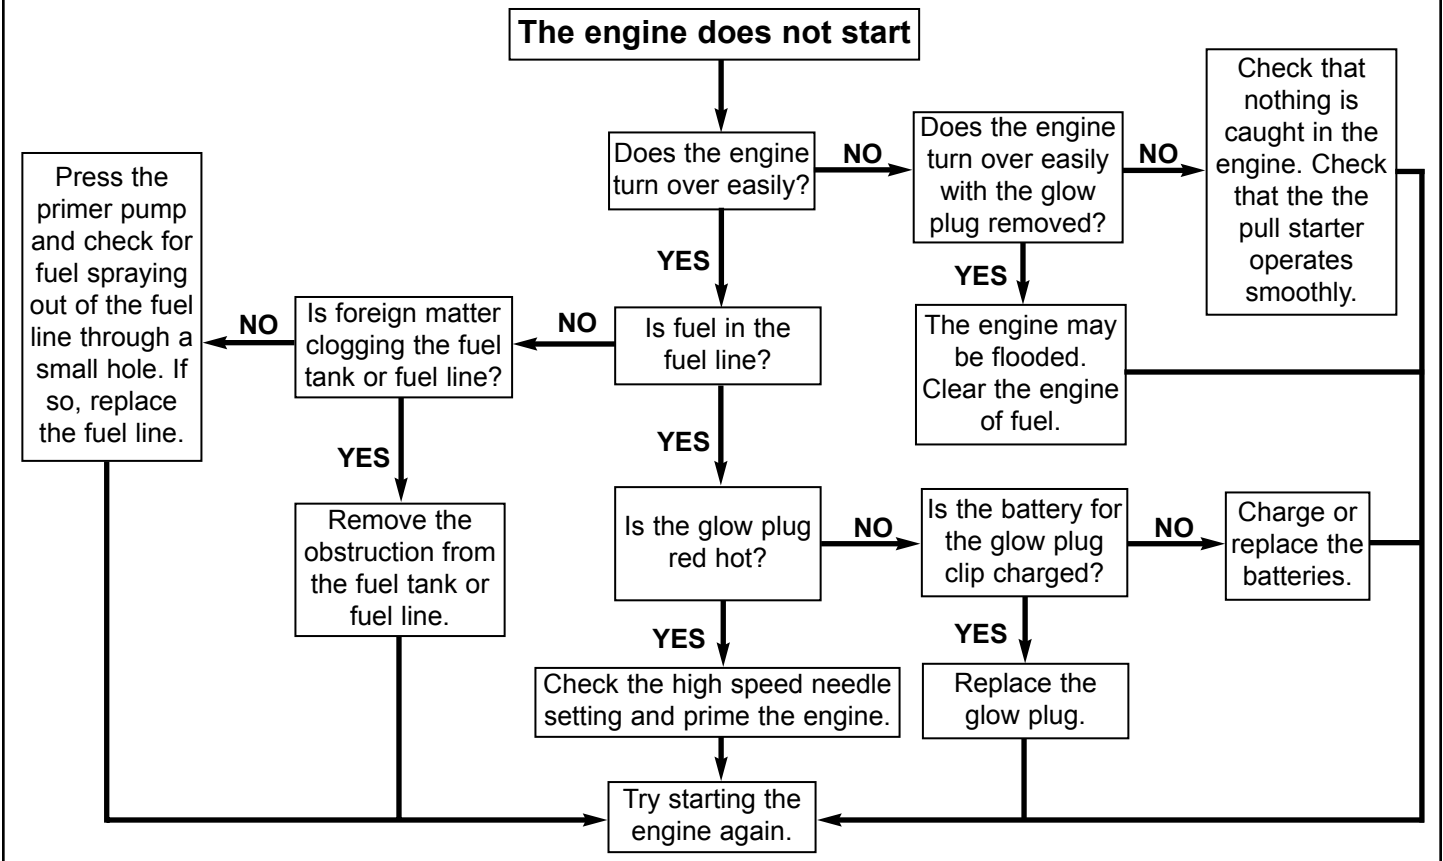 The engine does not start
Does the engine
turn over easily?
NO
Does the engine
turn over easily
with the glow
plug removed?
NO
Check that
nothing is
caught in the
engine. Check
that the the
pull starter
operates
smoothly.
YES
YES
The engine may
be flooded.
Clear the engine
of fuel.
Is fuel in the
fuel line?
NO
Is foreign matter
clogging the fuel
tank or fuel line?
NO
Press the
primer pump
and check for
fuel spraying
out of the fuel
line through a
small hole. If
so, replace
the fuel line.
YES
Remove the
obstruction from
the fuel tank or
fuel line.
YES
Is the glow plug
red hot?
NO
Is the battery for
the glow plug
clip charged?
NO
Charge or
replace the
batteries.
YES
Replace the
glow plug.
YES
Check the high speed needle
setting and prime the engine.
Try starting the
engine again.